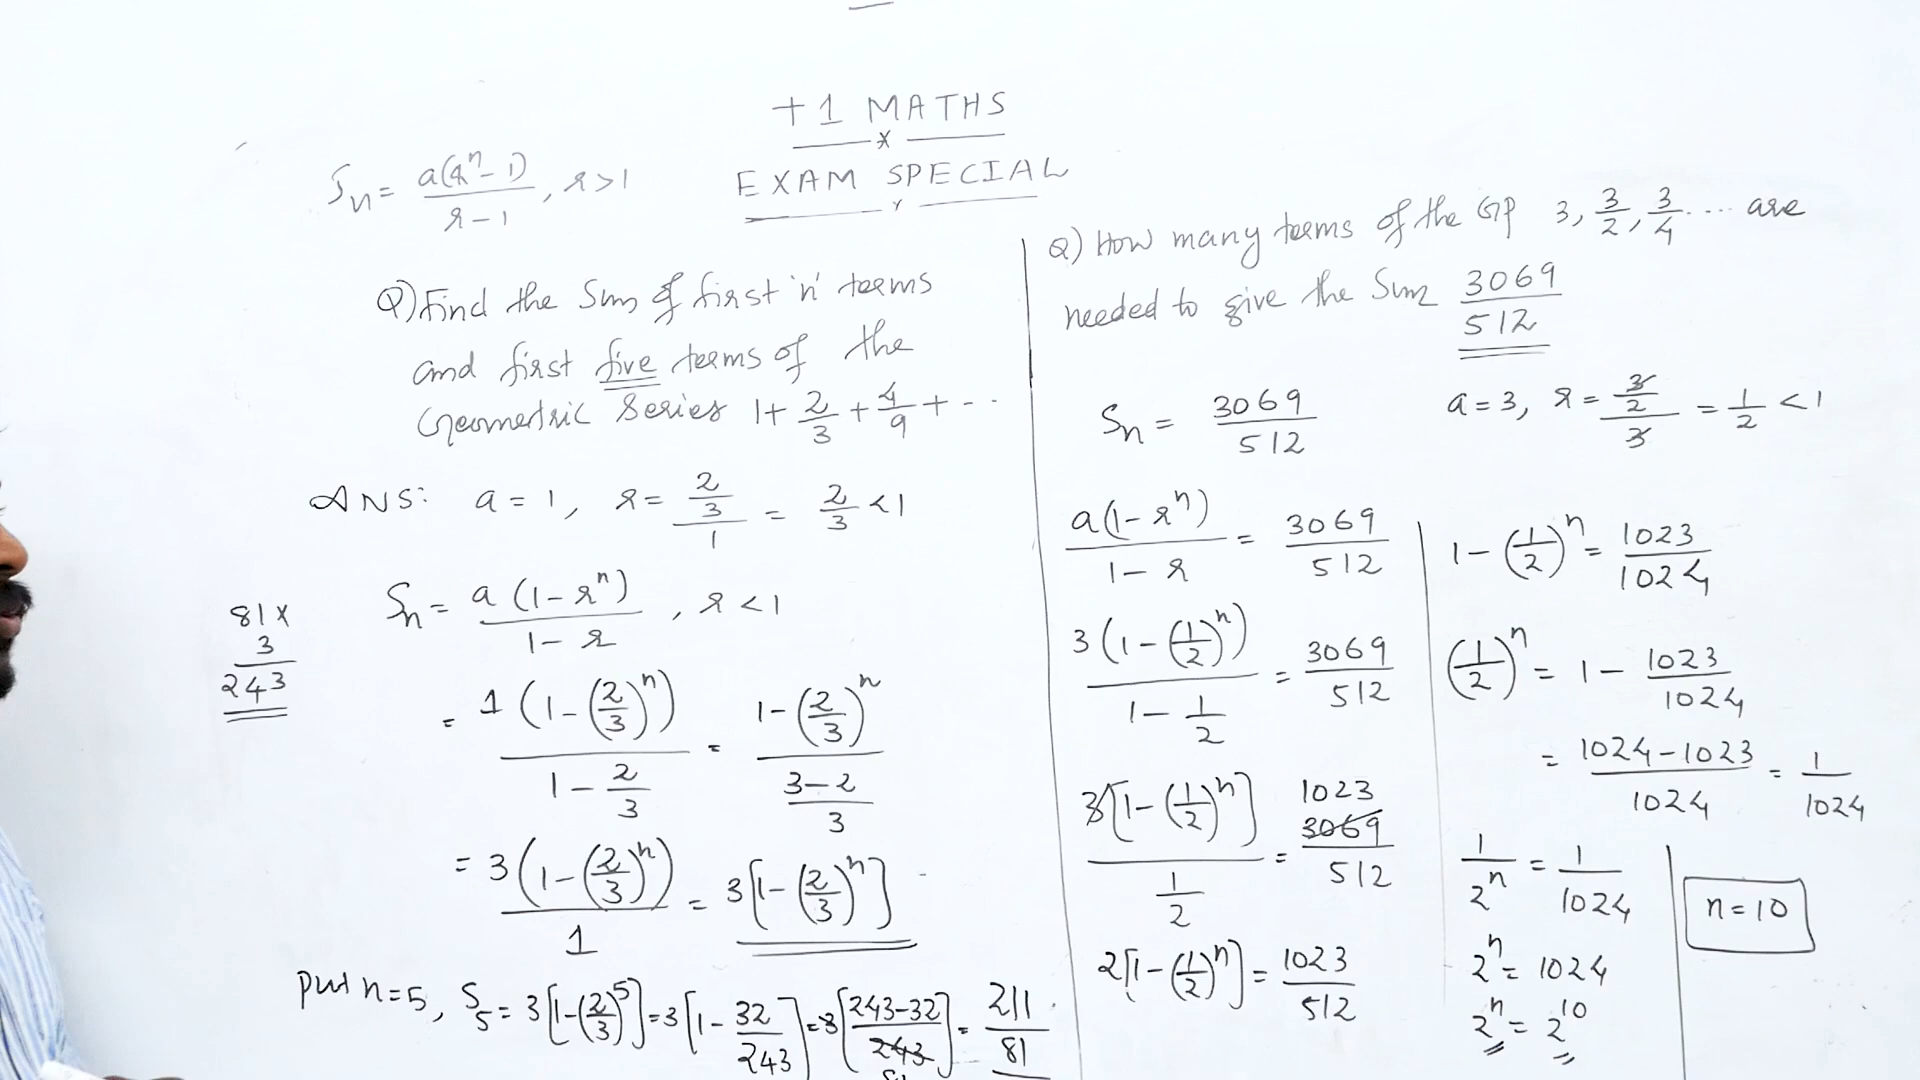 +1 MATHS
EXAM SPECIAL
Sn = a(r^n - 1) / r - 1, r > 1
Q) Find the Sum of first 'n' terms
and first five terms of the
Geometric Series 1 + 2/3 + 4/9 + - - -
ANS: a = 1, r = 2/3 / 1 = 2/3 < 1
Sn = a(1 - r^n) / 1 - r, r < 1
81 ×
3
243
= 1(1 - (2/3)^n) / 1 - 2/3 = 1 - (2/3)^n / 3-2/3
= 3(1 - (2/3)^n) / 1 = 3[1 - (2/3)^n]
put n = 5, S5 = 3[1 - (2/3)^5] = 3[1 - 32/243] = 3[243-32/243] = 211/81
Q) How many terms of the GP 3, 3/2, 3/4 .... are
needed to give the Sum 3069/512
Sn = 3069/512 a = 3, r = 3/2 / 3 = 1/2 < 1
a(1 - r^n) / 1 - r = 3069/512
3(1 - (1/2)^n) / 1 - 1/2 = 3069/512
3[1 - (1/2)^n] / 1/2 = 1023 3069/512
2[1 - (1/2)^n] = 1023/512
1 - (1/2)^n = 1023/1024
(1/2)^n = 1 - 1023/1024
= 1024-1023/1024 = 1/1024
1/2^n = 1/1024
2^n = 1024
2^n = 2^10
n = 10